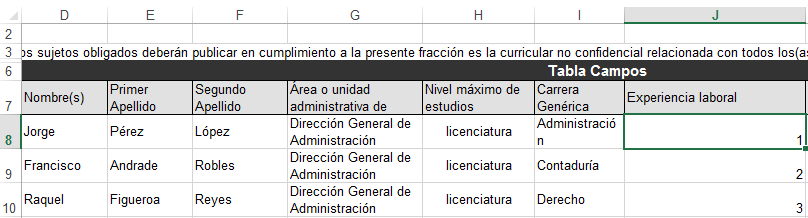 D E F G H I J
2
3 os sujetos obligados deberán publicar en cumplimiento a la presente fracción es la curricular no confidencial relacionada con todos los(as
6 Tabla Campos
7 Nombre(s) Primer Apellido Segundo Apellido Área o unidad administrativa de Nivel máximo de estudios Carrera Genérica Experiencia laboral
8 Jorge Pérez López Dirección General de Administración licenciatura Administración 1
9 Francisco Andrade Robles Dirección General de Administración licenciatura Contaduría 2
10 Raquel Figueroa Reyes Dirección General de Administración licenciatura Derecho 3